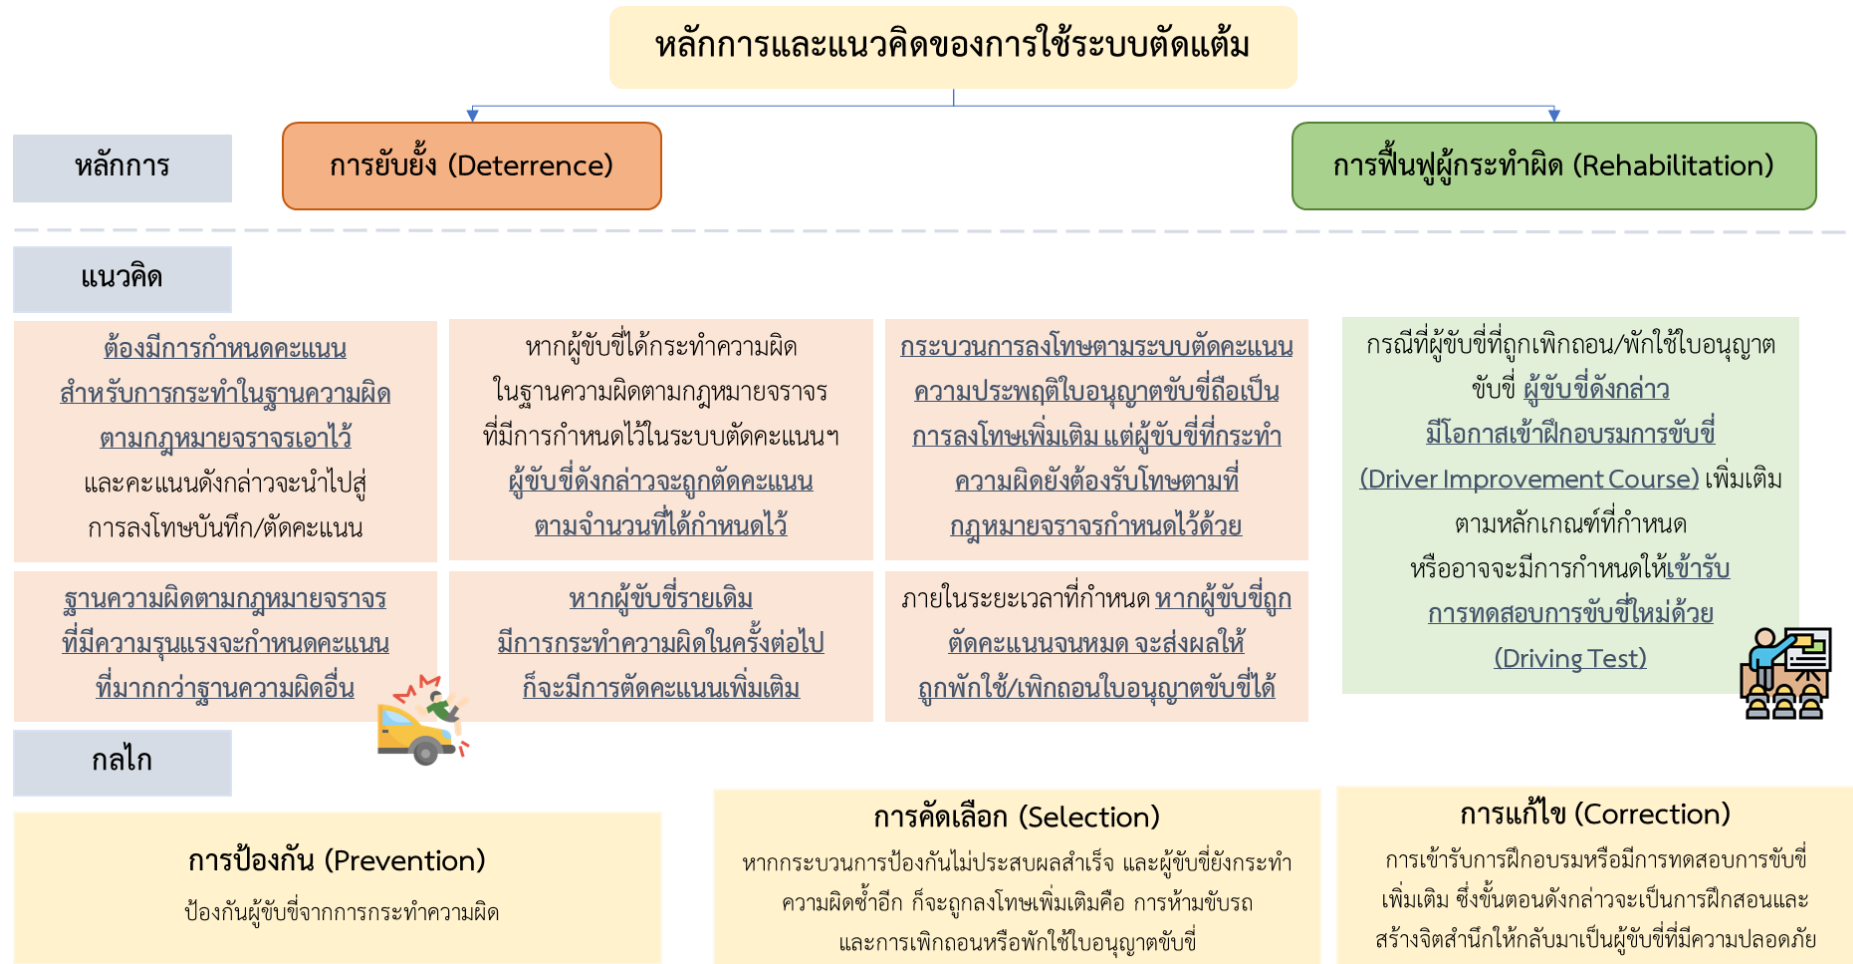 หลักการและแนวคิดของการใช้ระบบตัดแต้ม
หลักการ
การยับยั้ง (Deterrence)
การฟื้นฟูผู้กระทำผิด (Rehabilitation)
แนวคิด
ต้องมีการกำหนดคะแนน
สำหรับการกระทำในฐานความผิด
ตามกฎหมายจราจรเอาไว้
และคะแนนดังกล่าวจะนำไปสู่
การลงโทษบันทึก/ตัดคะแนน
หากผู้ขับขี่ได้กระทำความผิด
ในฐานความผิดตามกฎหมายจราจร
ที่มีการกำหนดไว้ในระบบตัดคะแนนฯ
ผู้ขับขี่ดังกล่าวจะถูกตัดคะแนน
ตามจำนวนที่ได้กำหนดไว้
กระบวนการลงโทษตามระบบตัดคะแนน
ความประพฤติใบอนุญาตขับขี่ถือเป็น
การลงโทษเพิ่มเติม แต่ผู้ขับขี่ที่กระทำ
ความผิดยังต้องรับโทษตามที่
กฎหมายจราจรกำหนดไว้ด้วย
กรณีที่ผู้ขับขี่ที่ถูกเพิกถอน/พักใช้ใบอนุญาต
ขับขี่ ผู้ขับขี่ดังกล่าว
มีโอกาสเข้าฝึกอบรมการขับขี่
(Driver Improvement Course) เพิ่มเติม
ตามหลักเกณฑ์ที่กำหนด
หรืออาจจะมีการกำหนดให้เข้ารับ
การทดสอบการขับขี่ใหม่ด้วย
(Driving Test)
ฐานความผิดตามกฎหมายจราจร
ที่มีความรุนแรงจะกำหนดคะแนน
ที่มากกว่าฐานความผิดอื่น
หากผู้ขับขี่รายเดิม
มีการกระทำความผิดในครั้งต่อไป
ก็จะมีการตัดคะแนนเพิ่มเติม
ภายในระยะเวลาที่กำหนด หากผู้ขับขี่ถูก
ตัดคะแนนจนหมด จะส่งผลให้
ถูกพักใช้/เพิกถอนใบอนุญาตขับขี่ได้
กลไก
การป้องกัน (Prevention)
ป้องกันผู้ขับขี่จากการกระทำความผิด
การคัดเลือก (Selection)
หากกระบวนการป้องกันไม่ประสบผลสำเร็จ และผู้ขับขี่ยังกระทำ
ความผิดซ้ำอีก ก็จะถูกลงโทษเพิ่มเติมคือ การห้ามขับรถ
และการเพิกถอนหรือพักใช้ใบอนุญาตขับขี่
การแก้ไข (Correction)
การเข้ารับการฝึกอบรมหรือมีการทดสอบการขับขี่
เพิ่มเติม ซึ่งขั้นตอนดังกล่าวจะเป็นการฝึกสอนและ
สร้างจิตสำนึกให้กลับมาเป็นผู้ขับขี่ที่มีความปลอดภัย